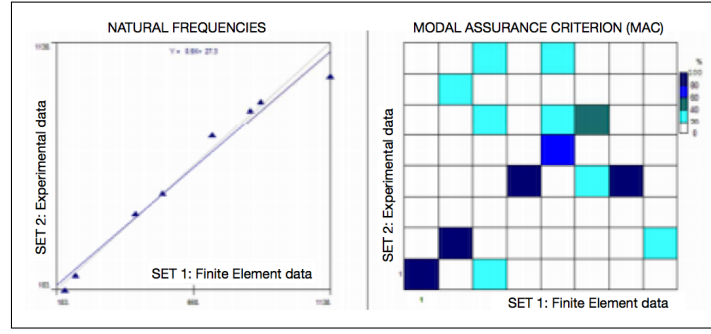 NATURAL FREQUENCIES
MODAL ASSURANCE CRITERION (MAC)
SET 2: Experimental data
SET 1: Finite Element data
660.
%
100
80
60
40
20
0
SET 2: Experimental data
1
1
SET 1: Finite Element data